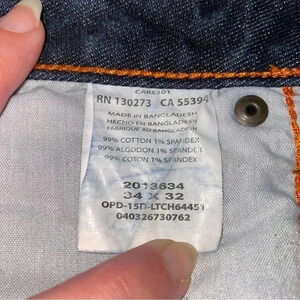 CARE301
RN 130273 CA 55394
MADE IN BANGLADESH
HECHO EN BANGLADESH
FABRIQUE AU BANGLADESH
99% COTTON 1% SPANDEX
99% ALGODON 1% SPANDEX
99% COTON 1% SPANDEX
2013634
34 X 32
OPD-15D-LTCH64451
040326730762